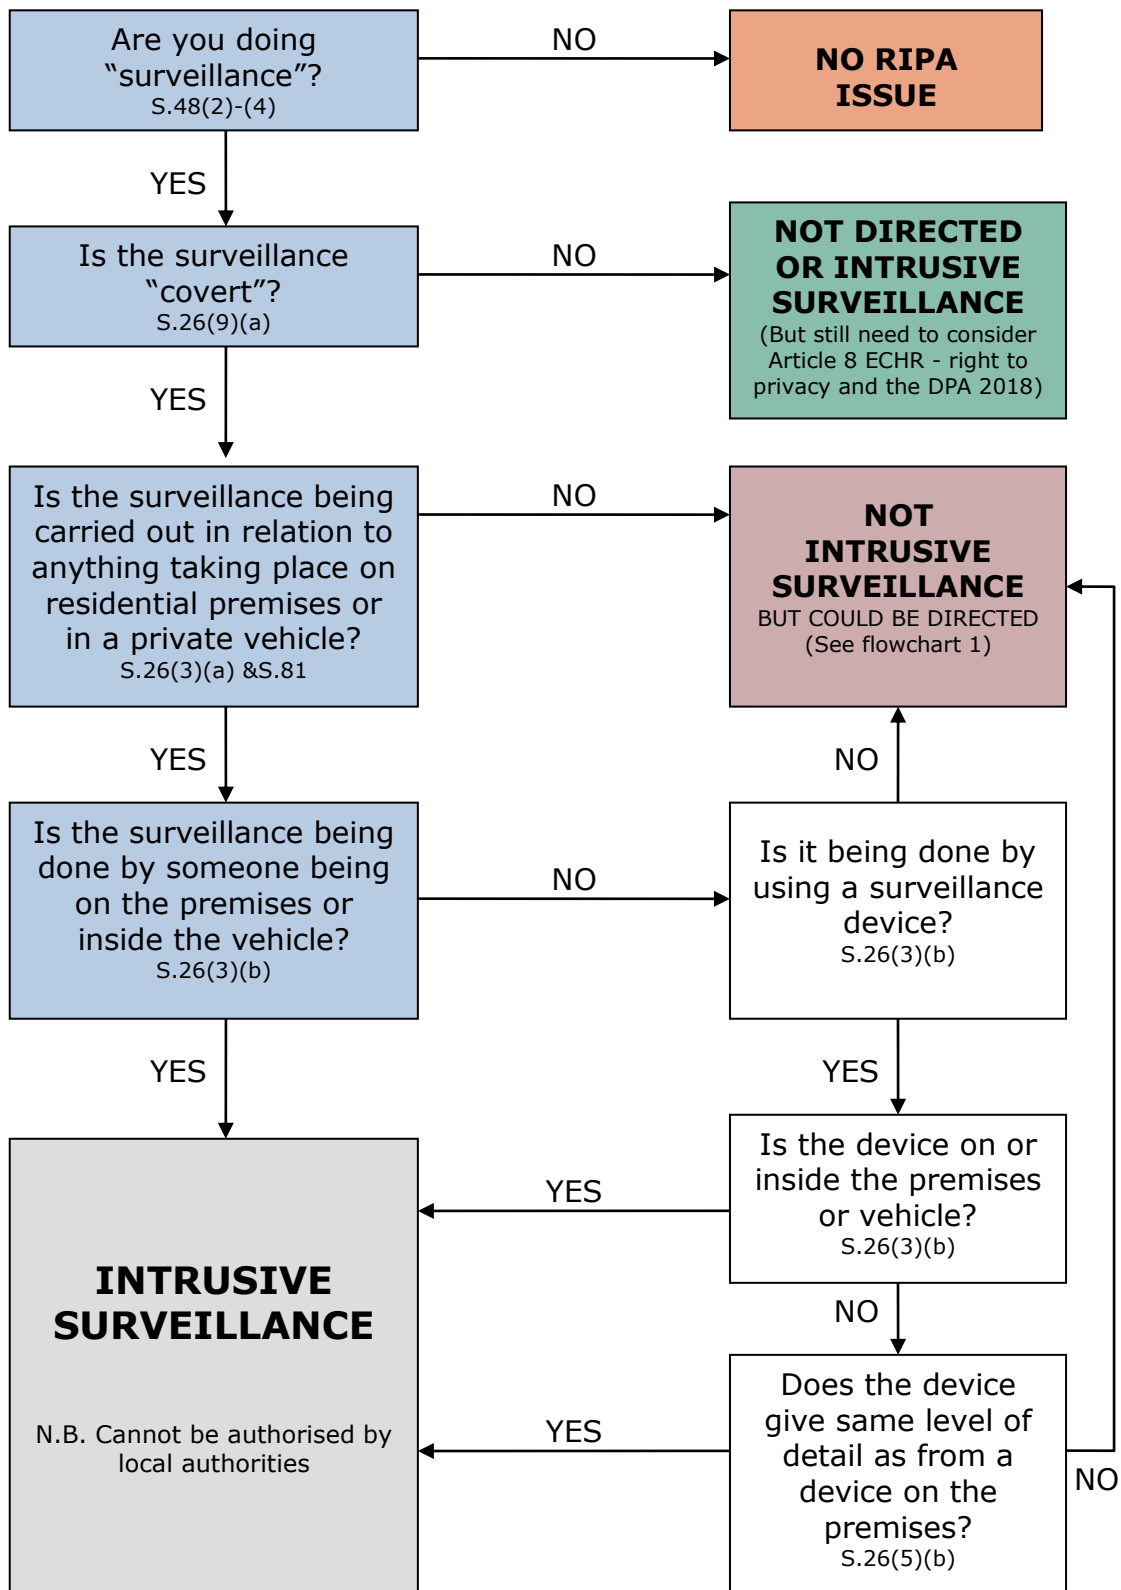 Are you doing
“surveillance”?
S.48(2)-(4)
NO
NO RIPA
ISSUE
YES
Is the surveillance
“covert”?
S.26(9)(a)
NO
NOT DIRECTED
OR INTRUSIVE
SURVEILLANCE
(But still need to consider
Article 8 ECHR - right to
privacy and the DPA 2018)
YES
Is the surveillance being
carried out in relation to
anything taking place on
residential premises or
in a private vehicle?
S.26(3)(a) &S.81
NO
NOT
INTRUSIVE
SURVEILLANCE
BUT COULD BE DIRECTED
(See flowchart 1)
YES
NO
Is the surveillance being
done by someone being
on the premises or
inside the vehicle?
S.26(3)(b)
NO
Is it being done by
using a surveillance
device?
S.26(3)(b)
YES
YES
Is the device on or
inside the premises
or vehicle?
S.26(3)(b)
YES
NO
INTRUSIVE
SURVEILLANCE
N.B. Cannot be authorised by
local authorities
YES
Does the device
give same level of
detail as from a
device on the
premises?
S.26(5)(b)
NO